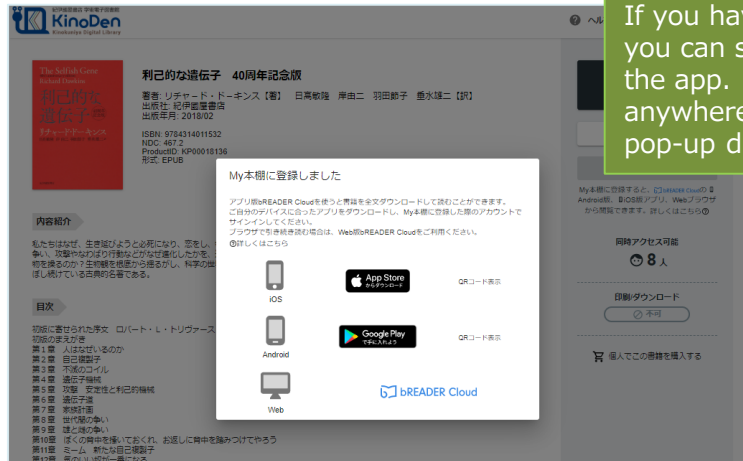 紀伊國屋書店 学術電子図書館
KinoDen
Kinokuniya Digital Library
If you hav
you can s
the app.
anywhere
pop-up d
The Selfish Gene
Richard Dawkins
利己的な
遺伝子
リチャード・ドーキンス
利己的な遺伝子 40周年記念版
著者: リチャード・ドーキンス【著】 日高敏隆 岸由二 羽田節子 垂水雄二【訳】
出版社: 紀伊國屋書店
出版年月: 2018/02
ISBN: 9784314011532
NDC: 467.2
ProductID: KP00018136
形式: EPUB
My本棚に登録しました
アプリ版bREADER Cloudを使うと書籍を全文ダウンロードして読むことができます。
ご自分のデバイスに合ったアプリをダウンロードし、My本棚に登録した際のアカウントで
サインインしてください。
ブラウザで引き続き読む場合は、Web版bREADER Cloudをご利用ください。
詳しくはこちら
iOS
App Store
からダウンロード
QRコード表示
Android
Google Play
で手に入れよう
QRコード表示
Web
bREADER Cloud
My本棚に登録すると、bREADER Cloudの
Android版、iOS版アプリ、Webブラウザ
から閲覧できます。詳しくはこちら
同時アクセス可能
8人
印刷/ダウンロード
不可
個人でこの書籍を購入する
内容紹介
私たちはなぜ、生き延びようと必死になり、恋をし、
争い、攻撃やなわばり行動などがなぜ進化したかを、
物を操るのか?生物観を根底から揺るがし、科学の世
ぼし続けている古典的名著である。
目次
初版に寄せられた序文 ロバート・L・トリヴァース
初版のまえがき
第1章 人はなぜいるのか
第2章 自己複製子
第3章 不滅のコイル
第4章 遺伝子機械
第5章 攻撃 安定性と利己的機械
第6章 遺伝子道
第7章 家族計画
第8章 世代間の争い
第9章 雄と雌の争い
第10章 ぼくの背中を掻いておくれ、お返しに背中を踏みつけてやろう
第11章 ミーム 新たな自己複製子
第12章 気のいい奴が一番になる